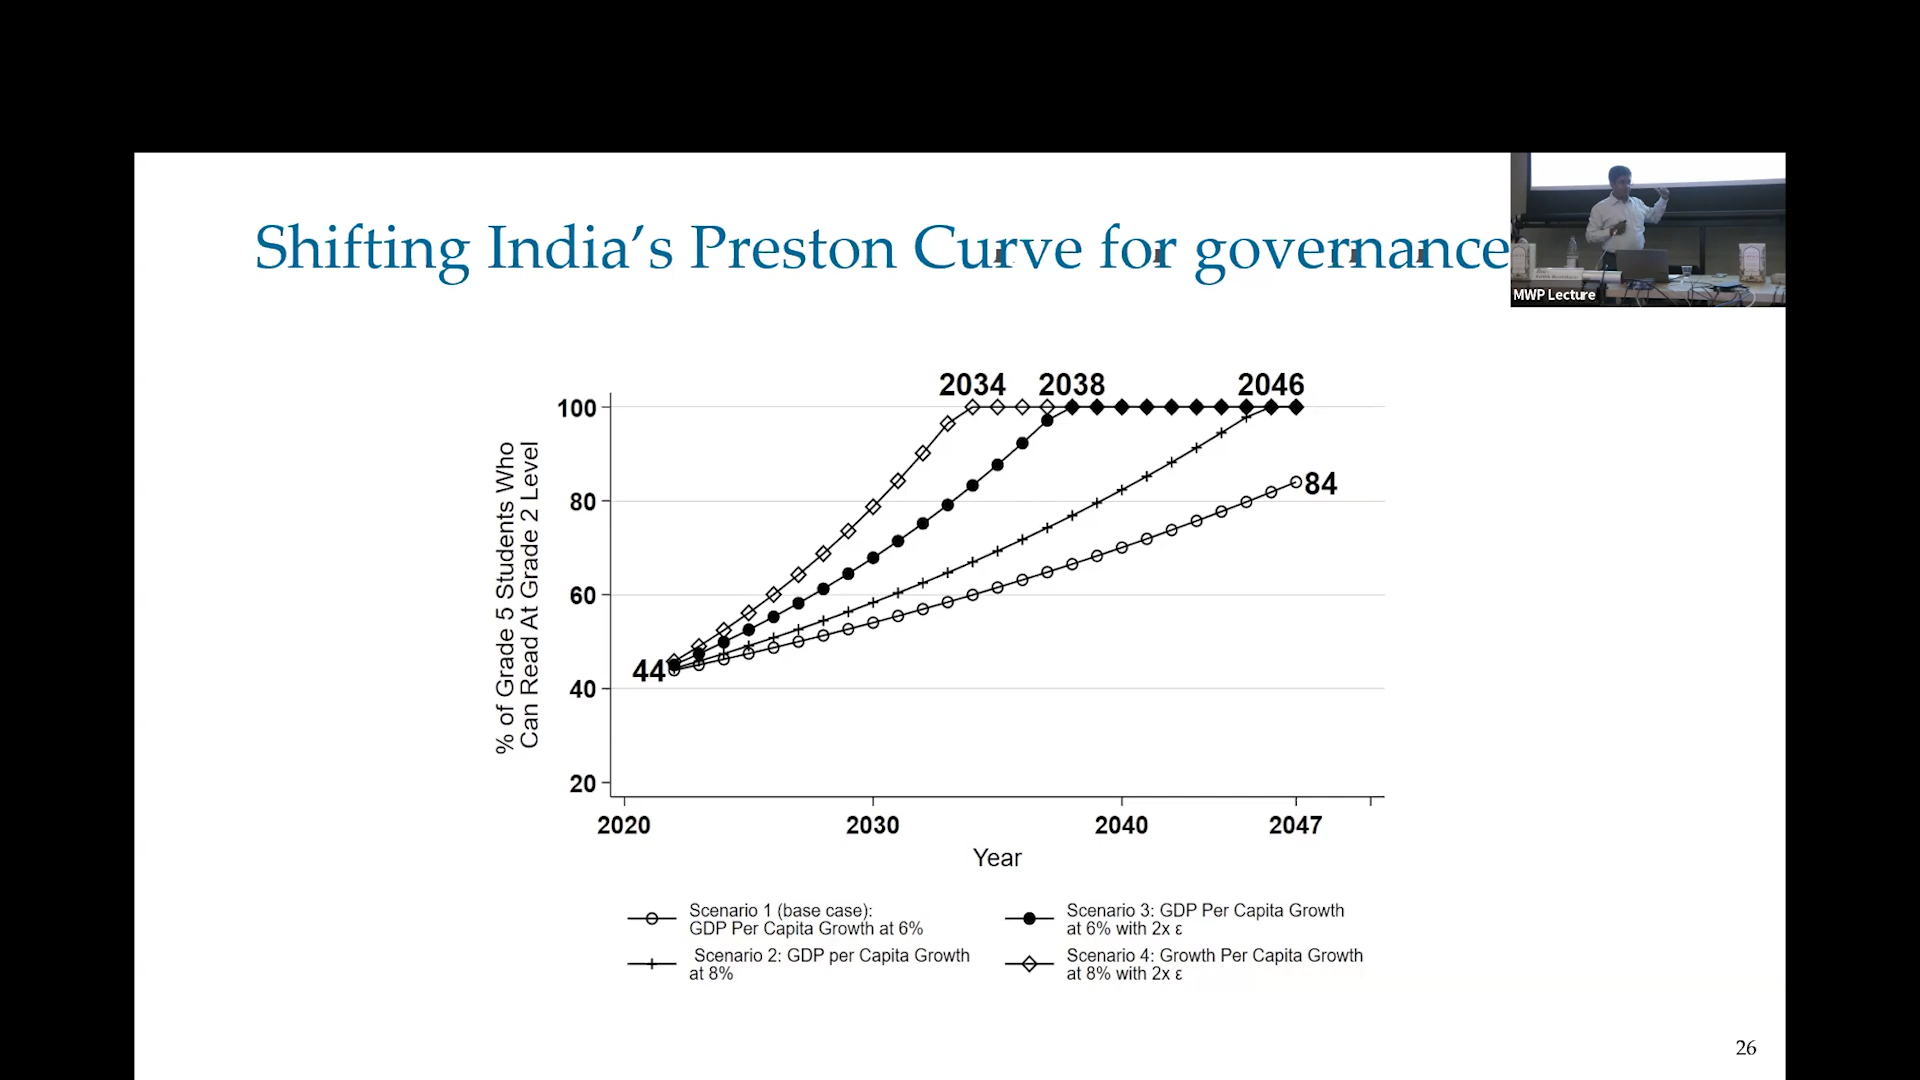 Shifting India's Preston Curve for governance
MWP Lecture
2034 2038 2046
100
80
60
40
20
44
84
% of Grade 5 Students Who
Can Read At Grade 2 Level
2020 2030 2040 2047
Year
Scenario 1 (base case):
GDP Per Capita Growth at 6%
Scenario 2: GDP per Capita Growth
at 8%
Scenario 3: GDP Per Capita Growth
at 6% with 2x ε
Scenario 4: Growth Per Capita Growth
at 8% with 2x ε
26